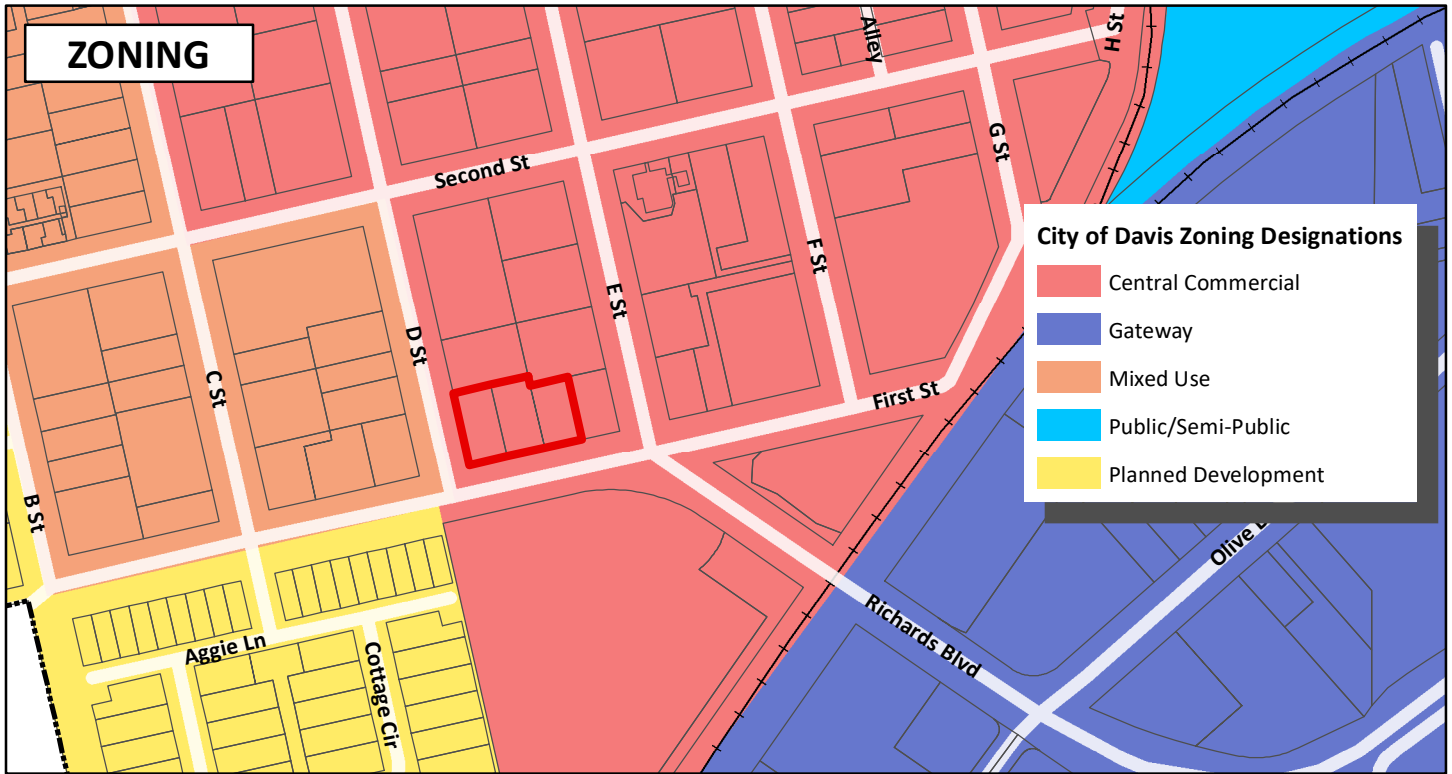 ZONING
Alley
H St
G St
Second St
City of Davis Zoning Designations
Central Commercial
Gateway
Mixed Use
Public/Semi-Public
Planned Development
F St
E St
D St
C St
First St
B St
Olive
Richards Blvd
Aggie Ln
Cottage Cir